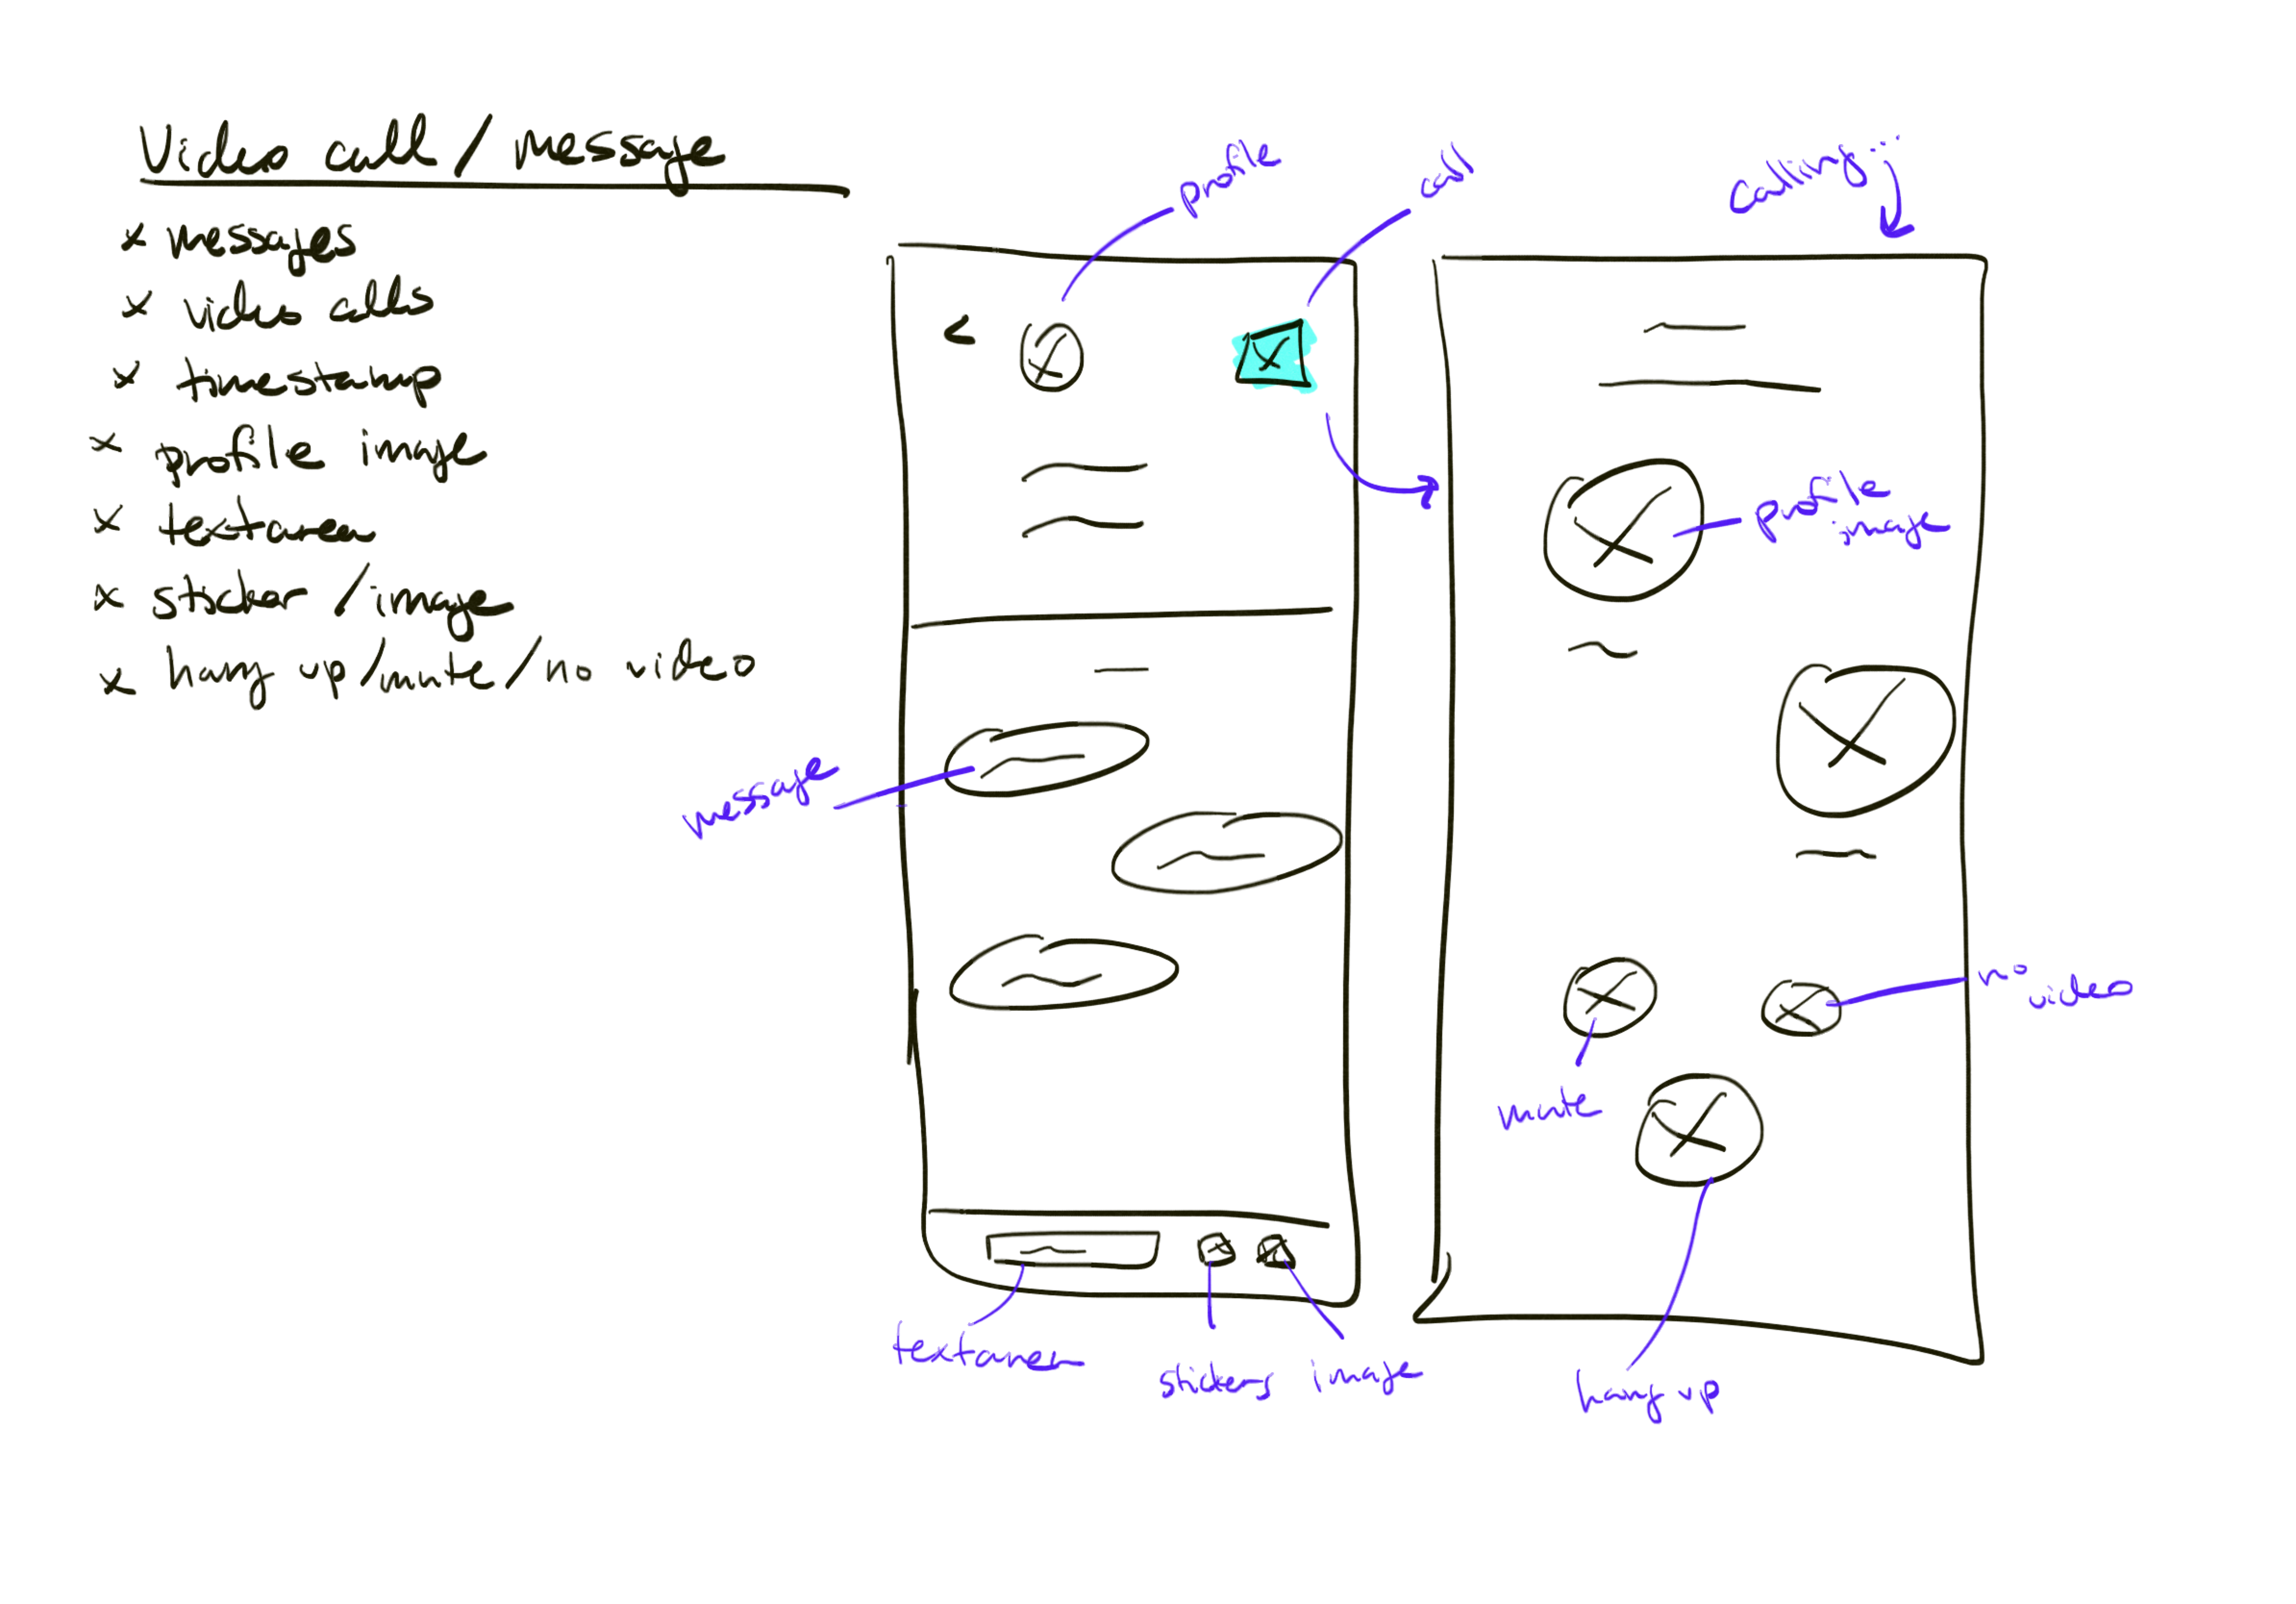 Video call / message
x messages
x video calls
x timestamp
x profile image
x textarea
x sticker / image
x hang up/mute/no video
profile
call
calling...
<
profile
image
message
no
video
mute
textarea
stickers
image
hang up